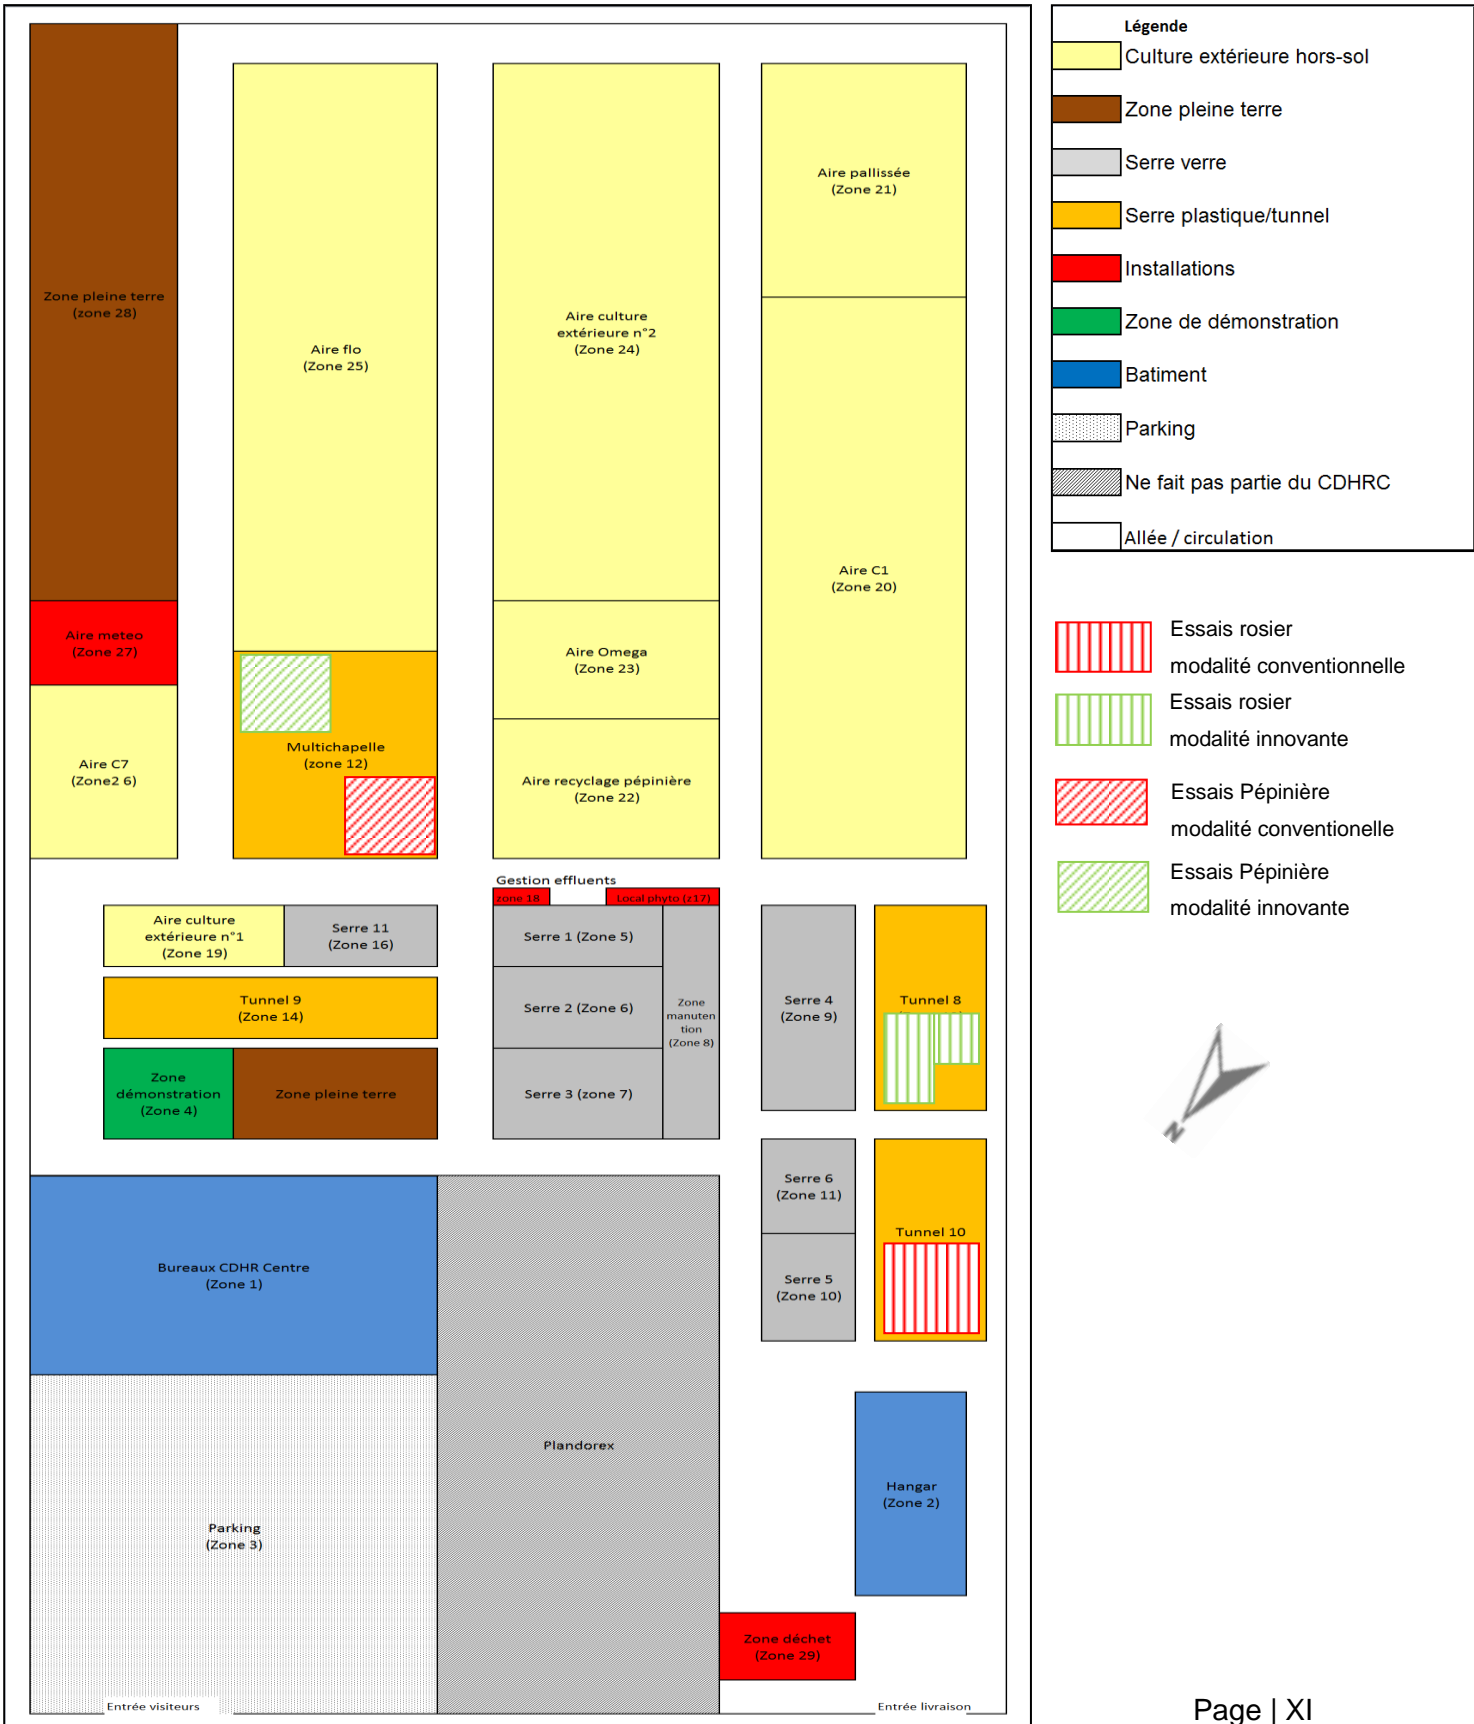 Légende
Culture extérieure hors-sol
Zone pleine terre
Serre verre
Serre plastique/tunnel
Installations
Zone de démonstration
Batiment
Parking
Ne fait pas partie du CDHRC
Allée / circulation
Essais rosier
modalité conventionnelle
Essais rosier
modalité innovante
Essais Pépinière
modalité conventionelle
Essais Pépinière
modalité innovante
N
Zone pleine terre
(zone 28)
Aire flo
(Zone 25)
Aire culture
extérieure n°2
(Zone 24)
Aire pallissée
(Zone 21)
Aire C1
(Zone 20)
Aire meteo
(Zone 27)
Aire Omega
(Zone 23)
Aire C7
(Zone2 6)
Multichapelle
(zone 12)
Aire recyclage pépinière
(Zone 22)
Gestion effluents
zone 18
Local phyto (z17)
Aire culture
extérieure n°1
(Zone 19)
Serre 11
(Zone 16)
Serre 1 (Zone 5)
Tunnel 9
(Zone 14)
Serre 2 (Zone 6)
Zone
manuten
tion
(Zone 8)
Serre 4
(Zone 9)
Tunnel 8
Zone
démonstration
(Zone 4)
Zone pleine terre
Serre 3 (zone 7)
Serre 6
(Zone 11)
Tunnel 10
Serre 5
(Zone 10)
Bureaux CDHR Centre
(Zone 1)
Plandorex
Hangar
(Zone 2)
Parking
(Zone 3)
Zone déchet
(Zone 29)
Entrée visiteurs
Entrée livraison
Page | XI